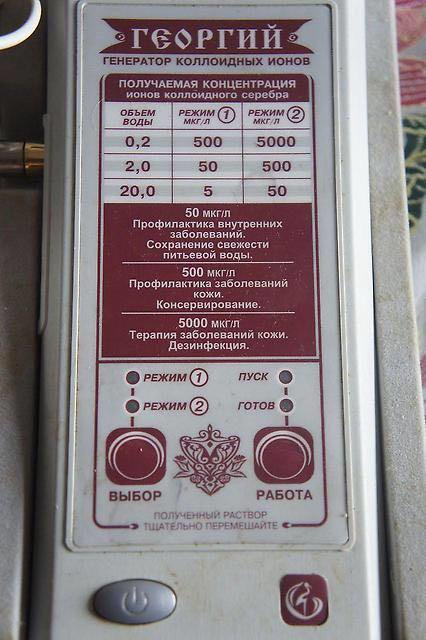 ГЕОРГИЙ
ГЕНЕРАТОР КОЛЛОИДНЫХ ИОНОВ
ПОЛУЧАЕМАЯ КОНЦЕНТРАЦИЯ
ионов коллоидного серебра
ОБЪЕМ ВОДЫ РЕЖИМ 1 МКГ/Л РЕЖИМ 2 МКГ/Л
0,2 500 5000
2,0 50 500
20,0 5 50
50 мкг/л
Профилактика внутренних
заболеваний.
Сохранение свежести
питьевой воды.
500 мкг/л
Профилактика заболеваний
кожи.
Консервирование.
5000 мкг/л
Терапия заболеваний кожи.
Дезинфекция.
РЕЖИМ 1 ПУСК
РЕЖИМ 2 ГОТОВ
ВЫБОР РАБОТА
ПОЛУЧЕННЫЙ РАСТВОР
ТЩАТЕЛЬНО ПЕРЕМЕШАЙТЕ